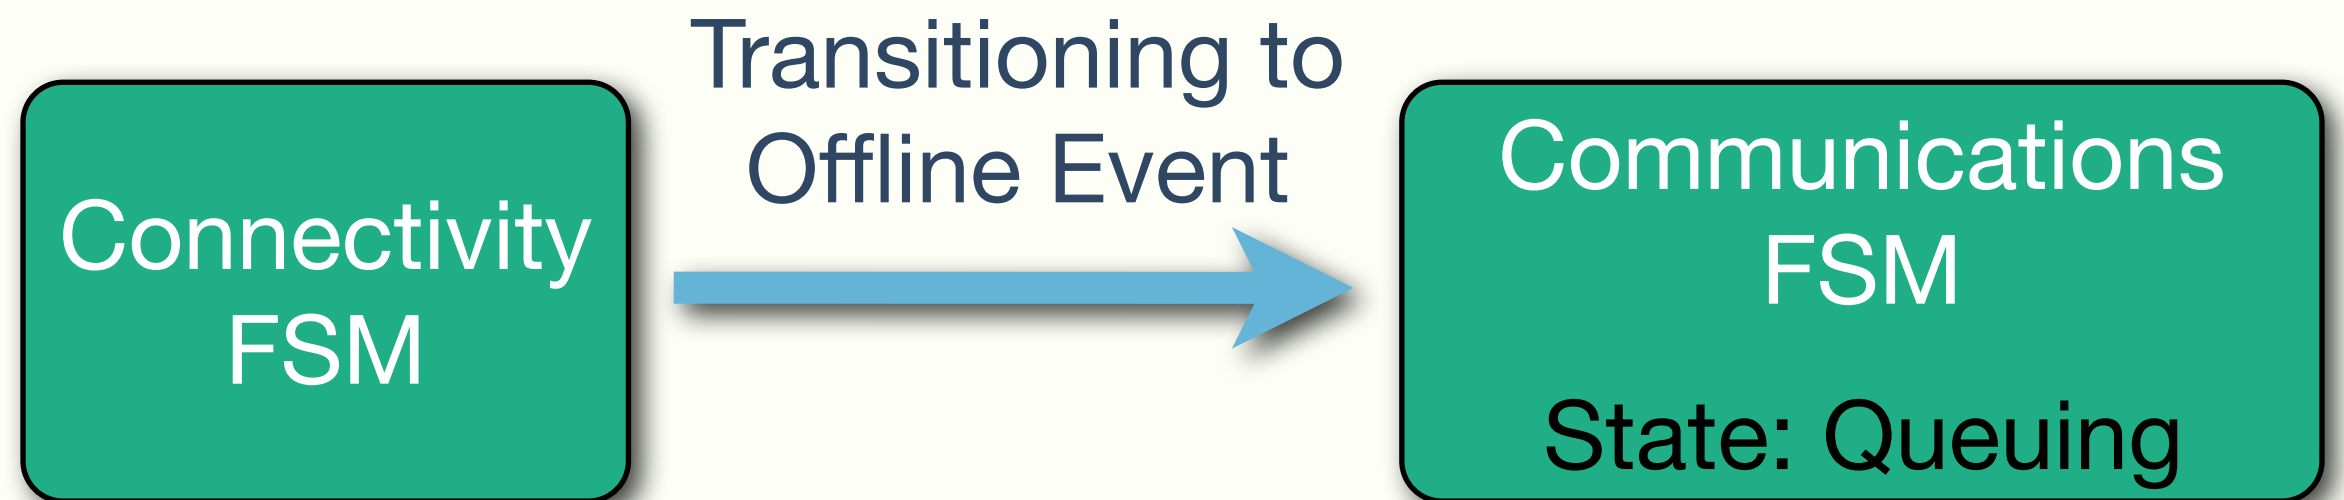 Connectivity
FSM
Transitioning to
Offline Event
Communications
FSM
State: Queuing